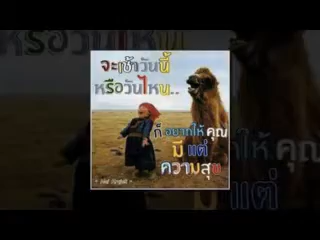 จะเช้าวันนี้
หรือวันไหน..
ก็อยากให้คุณ
มีแต่
ความสุข